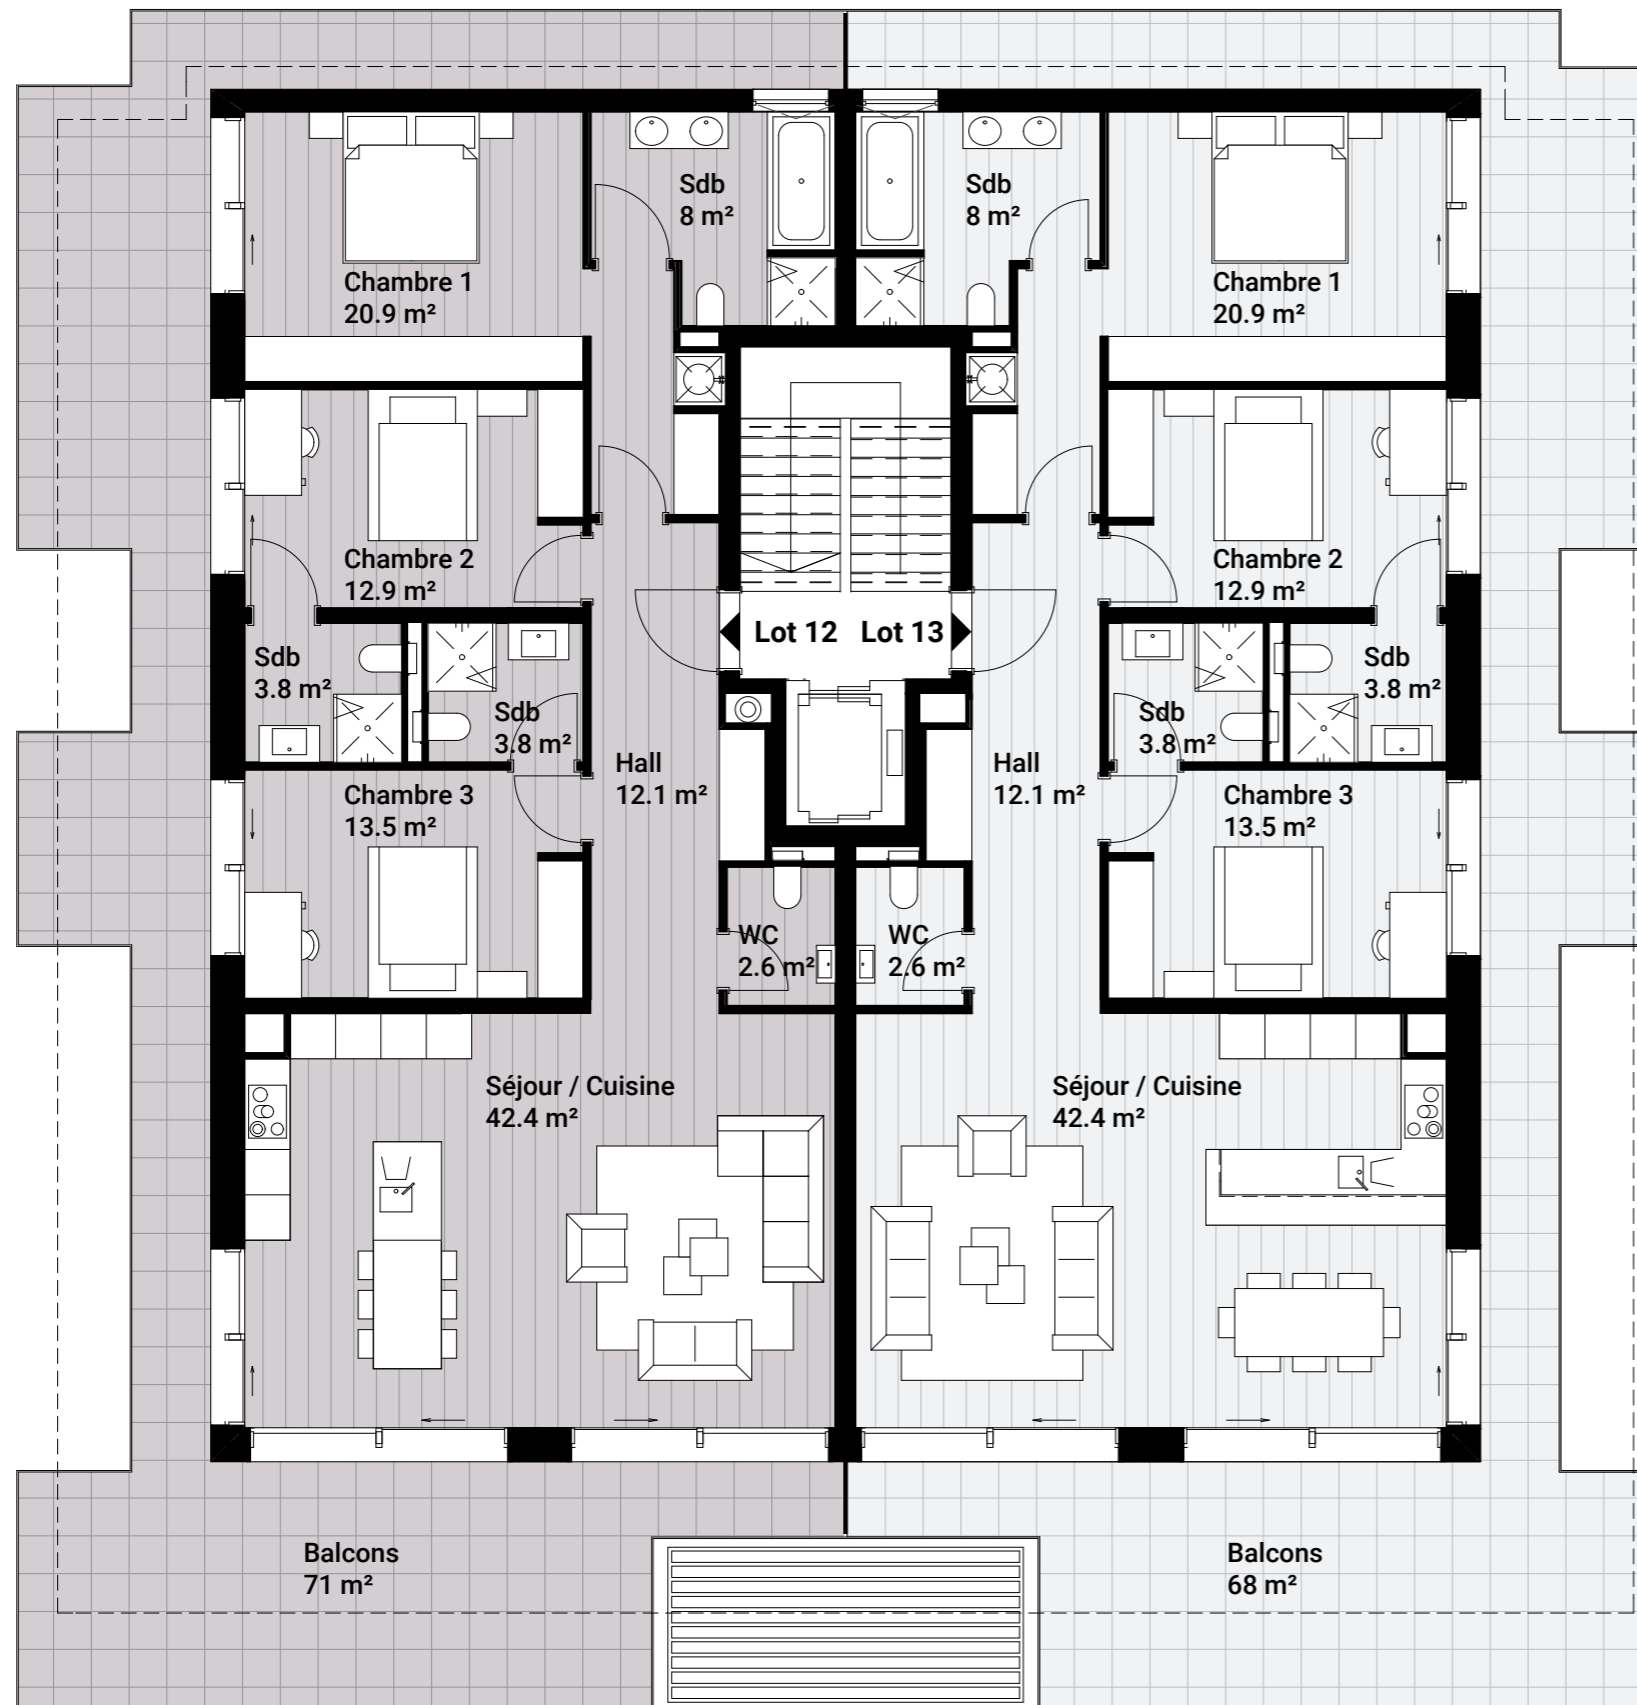 Sdb
8 m²
Sdb
8 m²
Chambre 1
20.9 m²
Chambre 1
20.9 m²
Chambre 2
12.9 m²
Chambre 2
12.9 m²
Lot 12
Lot 13
Sdb
3.8 m²
Sdb
3.8 m²
Sdb
3.8 m²
Sdb
3.8 m²
Hall
12.1 m²
Hall
12.1 m²
Chambre 3
13.5 m²
Chambre 3
13.5 m²
WC
2.6 m²
WC
2.6 m²
Séjour / Cuisine
42.4 m²
Séjour / Cuisine
42.4 m²
Balcons
71 m²
Balcons
68 m²